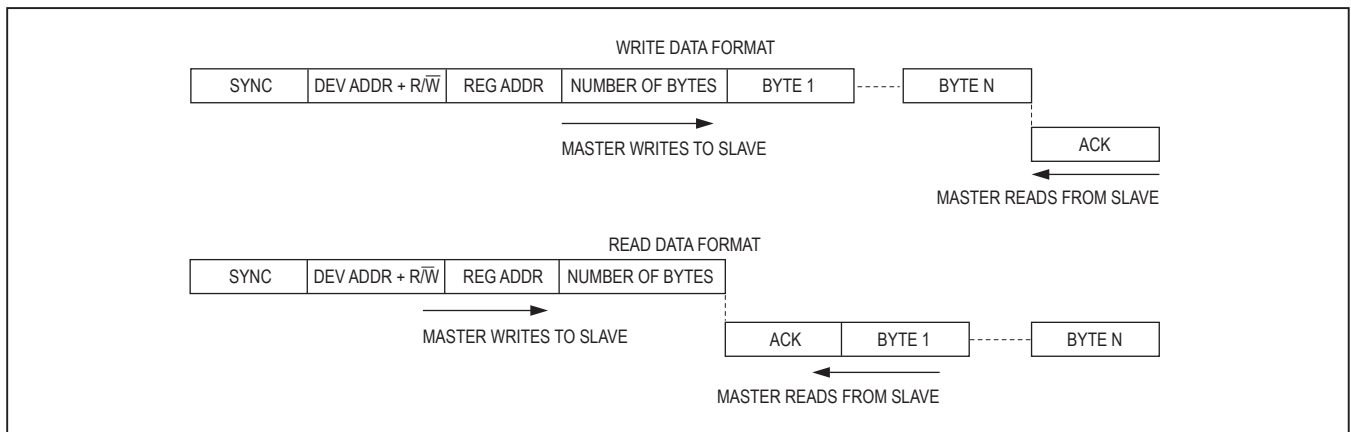 WRITE DATA FORMAT
SYNC DEV ADDR + R/W̅ REG ADDR NUMBER OF BYTES BYTE 1 BYTE N
MASTER WRITES TO SLAVE
ACK
MASTER READS FROM SLAVE
READ DATA FORMAT
SYNC DEV ADDR + R/W̅ REG ADDR NUMBER OF BYTES
MASTER WRITES TO SLAVE
ACK BYTE 1 BYTE N
MASTER READS FROM SLAVE